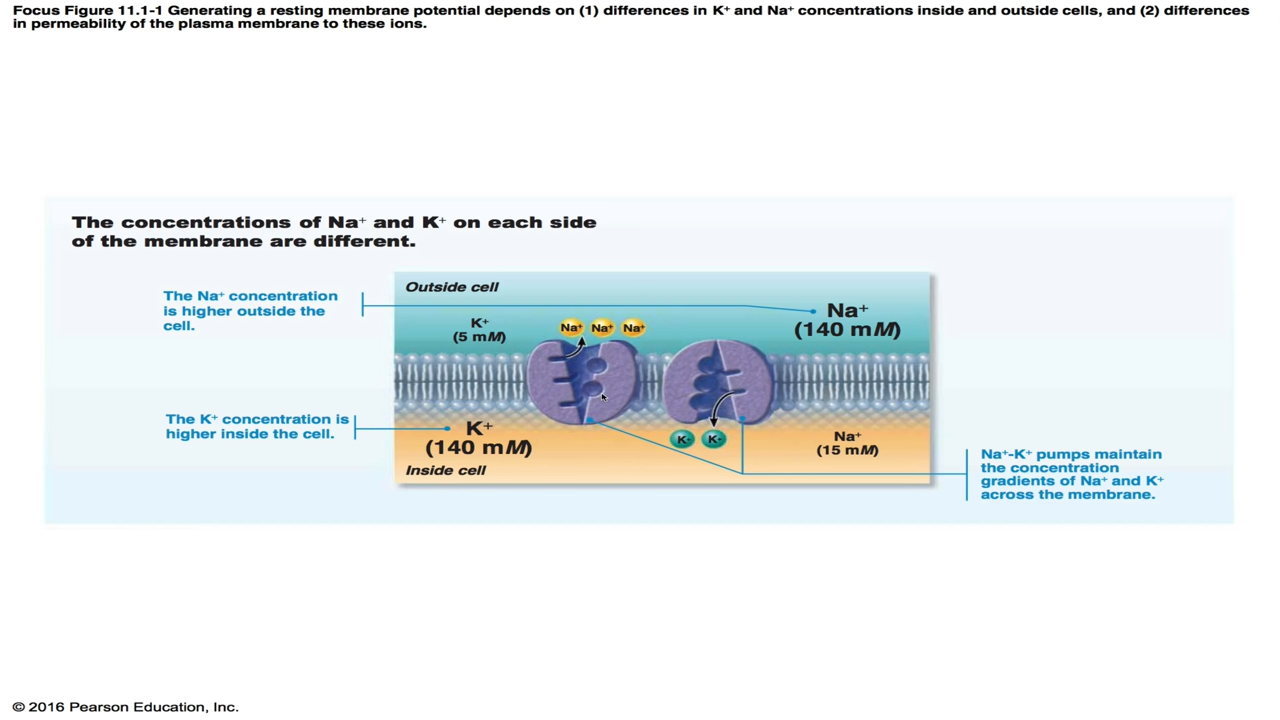 Focus Figure 11.1-1 Generating a resting membrane potential depends on (1) differences in K⁺ and Na⁺ concentrations inside and outside cells, and (2) differences
in permeability of the plasma membrane to these ions.
The concentrations of Na⁺ and K⁺ on each side
of the membrane are different.
Outside cell
The Na⁺ concentration
is higher outside the
cell.
K⁺
(5 mM)
Na⁺ Na⁺ Na⁺
Na⁺
(140 mM)
The K⁺ concentration is
higher inside the cell.
K⁺
(140 mM)
Inside cell
K⁺ K⁺
Na⁺
(15 mM)
Na⁺-K⁺ pumps maintain
the concentration
gradients of Na⁺ and K⁺
across the membrane.
© 2016 Pearson Education, Inc.